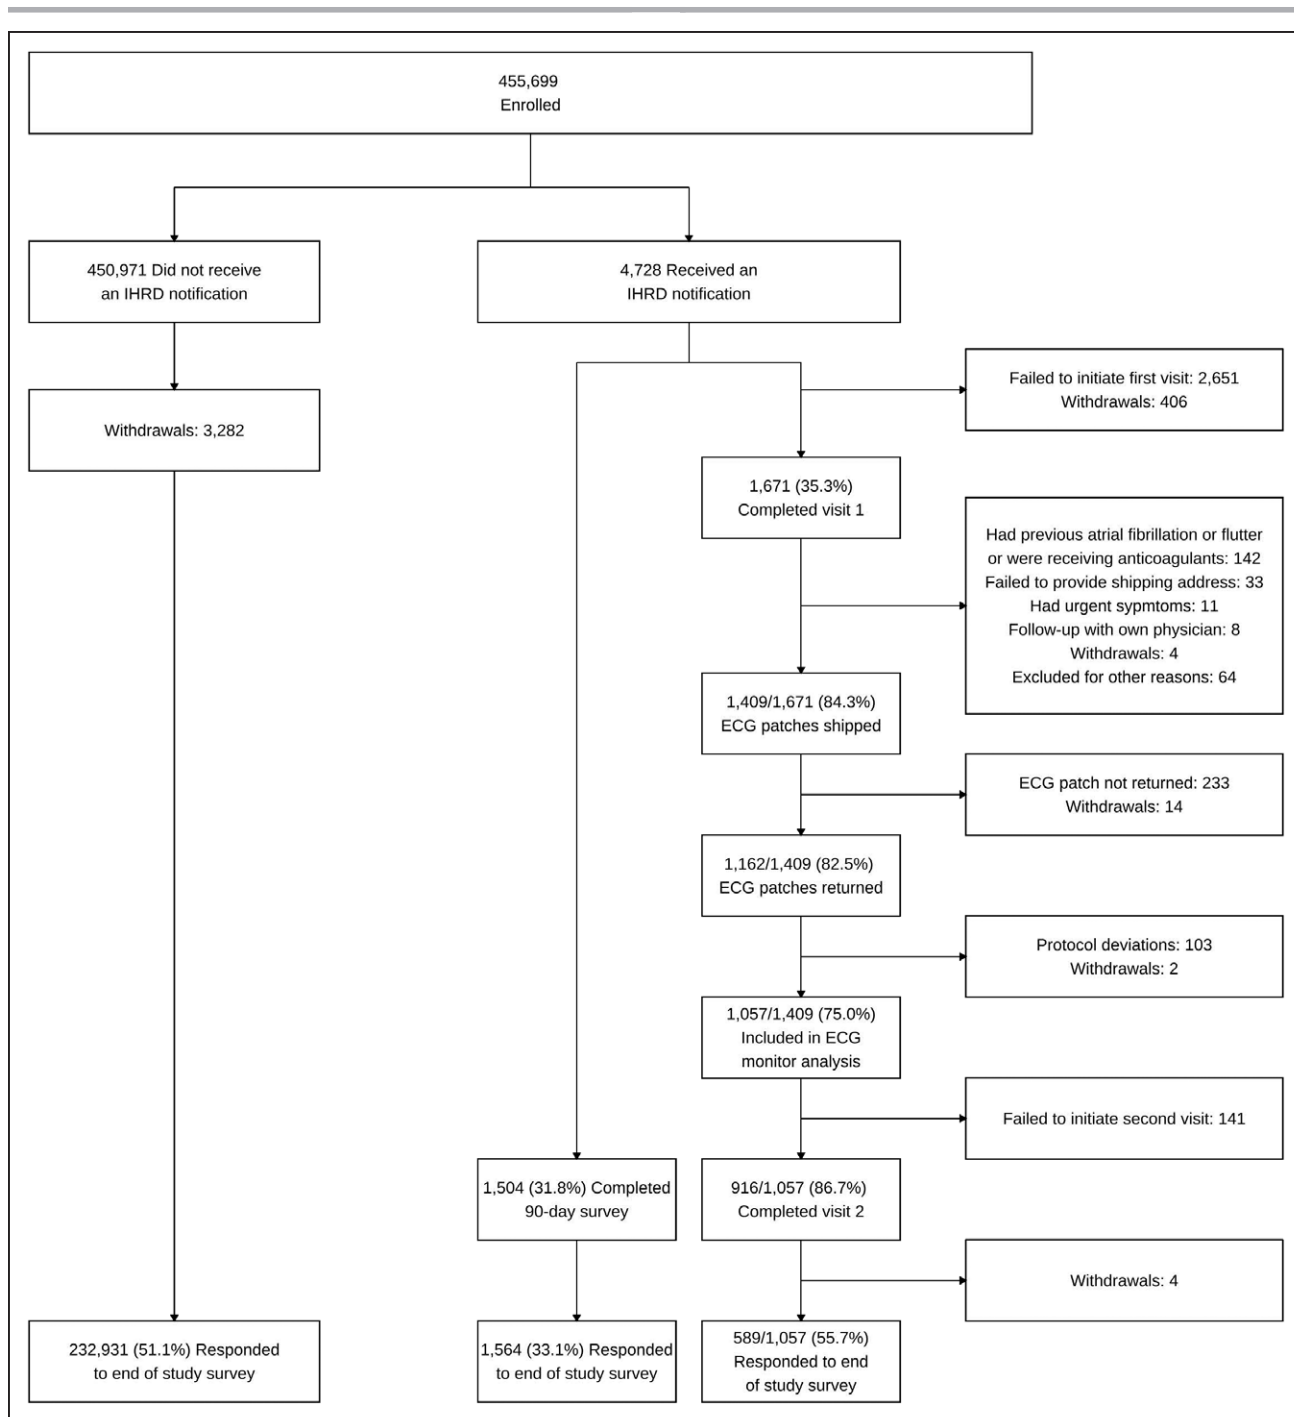 455,699
Enrolled
450,971 Did not receive
an IHRD notification
4,728 Received an
IHRD notification
Failed to initiate first visit: 2,651
Withdrawals: 406
Withdrawals: 3,282
1,671 (35.3%)
Completed visit 1
Had previous atrial fibrillation or flutter
or were receiving anticoagulants: 142
Failed to provide shipping address: 33
Had urgent sypmtoms: 11
Follow-up with own physician: 8
Withdrawals: 4
Excluded for other reasons: 64
1,409/1,671 (84.3%)
ECG patches shipped
ECG patch not returned: 233
Withdrawals: 14
1,162/1,409 (82.5%)
ECG patches returned
Protocol deviations: 103
Withdrawals: 2
1,057/1,409 (75.0%)
Included in ECG
monitor analysis
Failed to initiate second visit: 141
1,504 (31.8%) Completed
90-day survey
916/1,057 (86.7%)
Completed visit 2
Withdrawals: 4
232,931 (51.1%) Responded
to end of study survey
1,564 (33.1%) Responded
to end of study survey
589/1,057 (55.7%)
Responded to end
of study survey